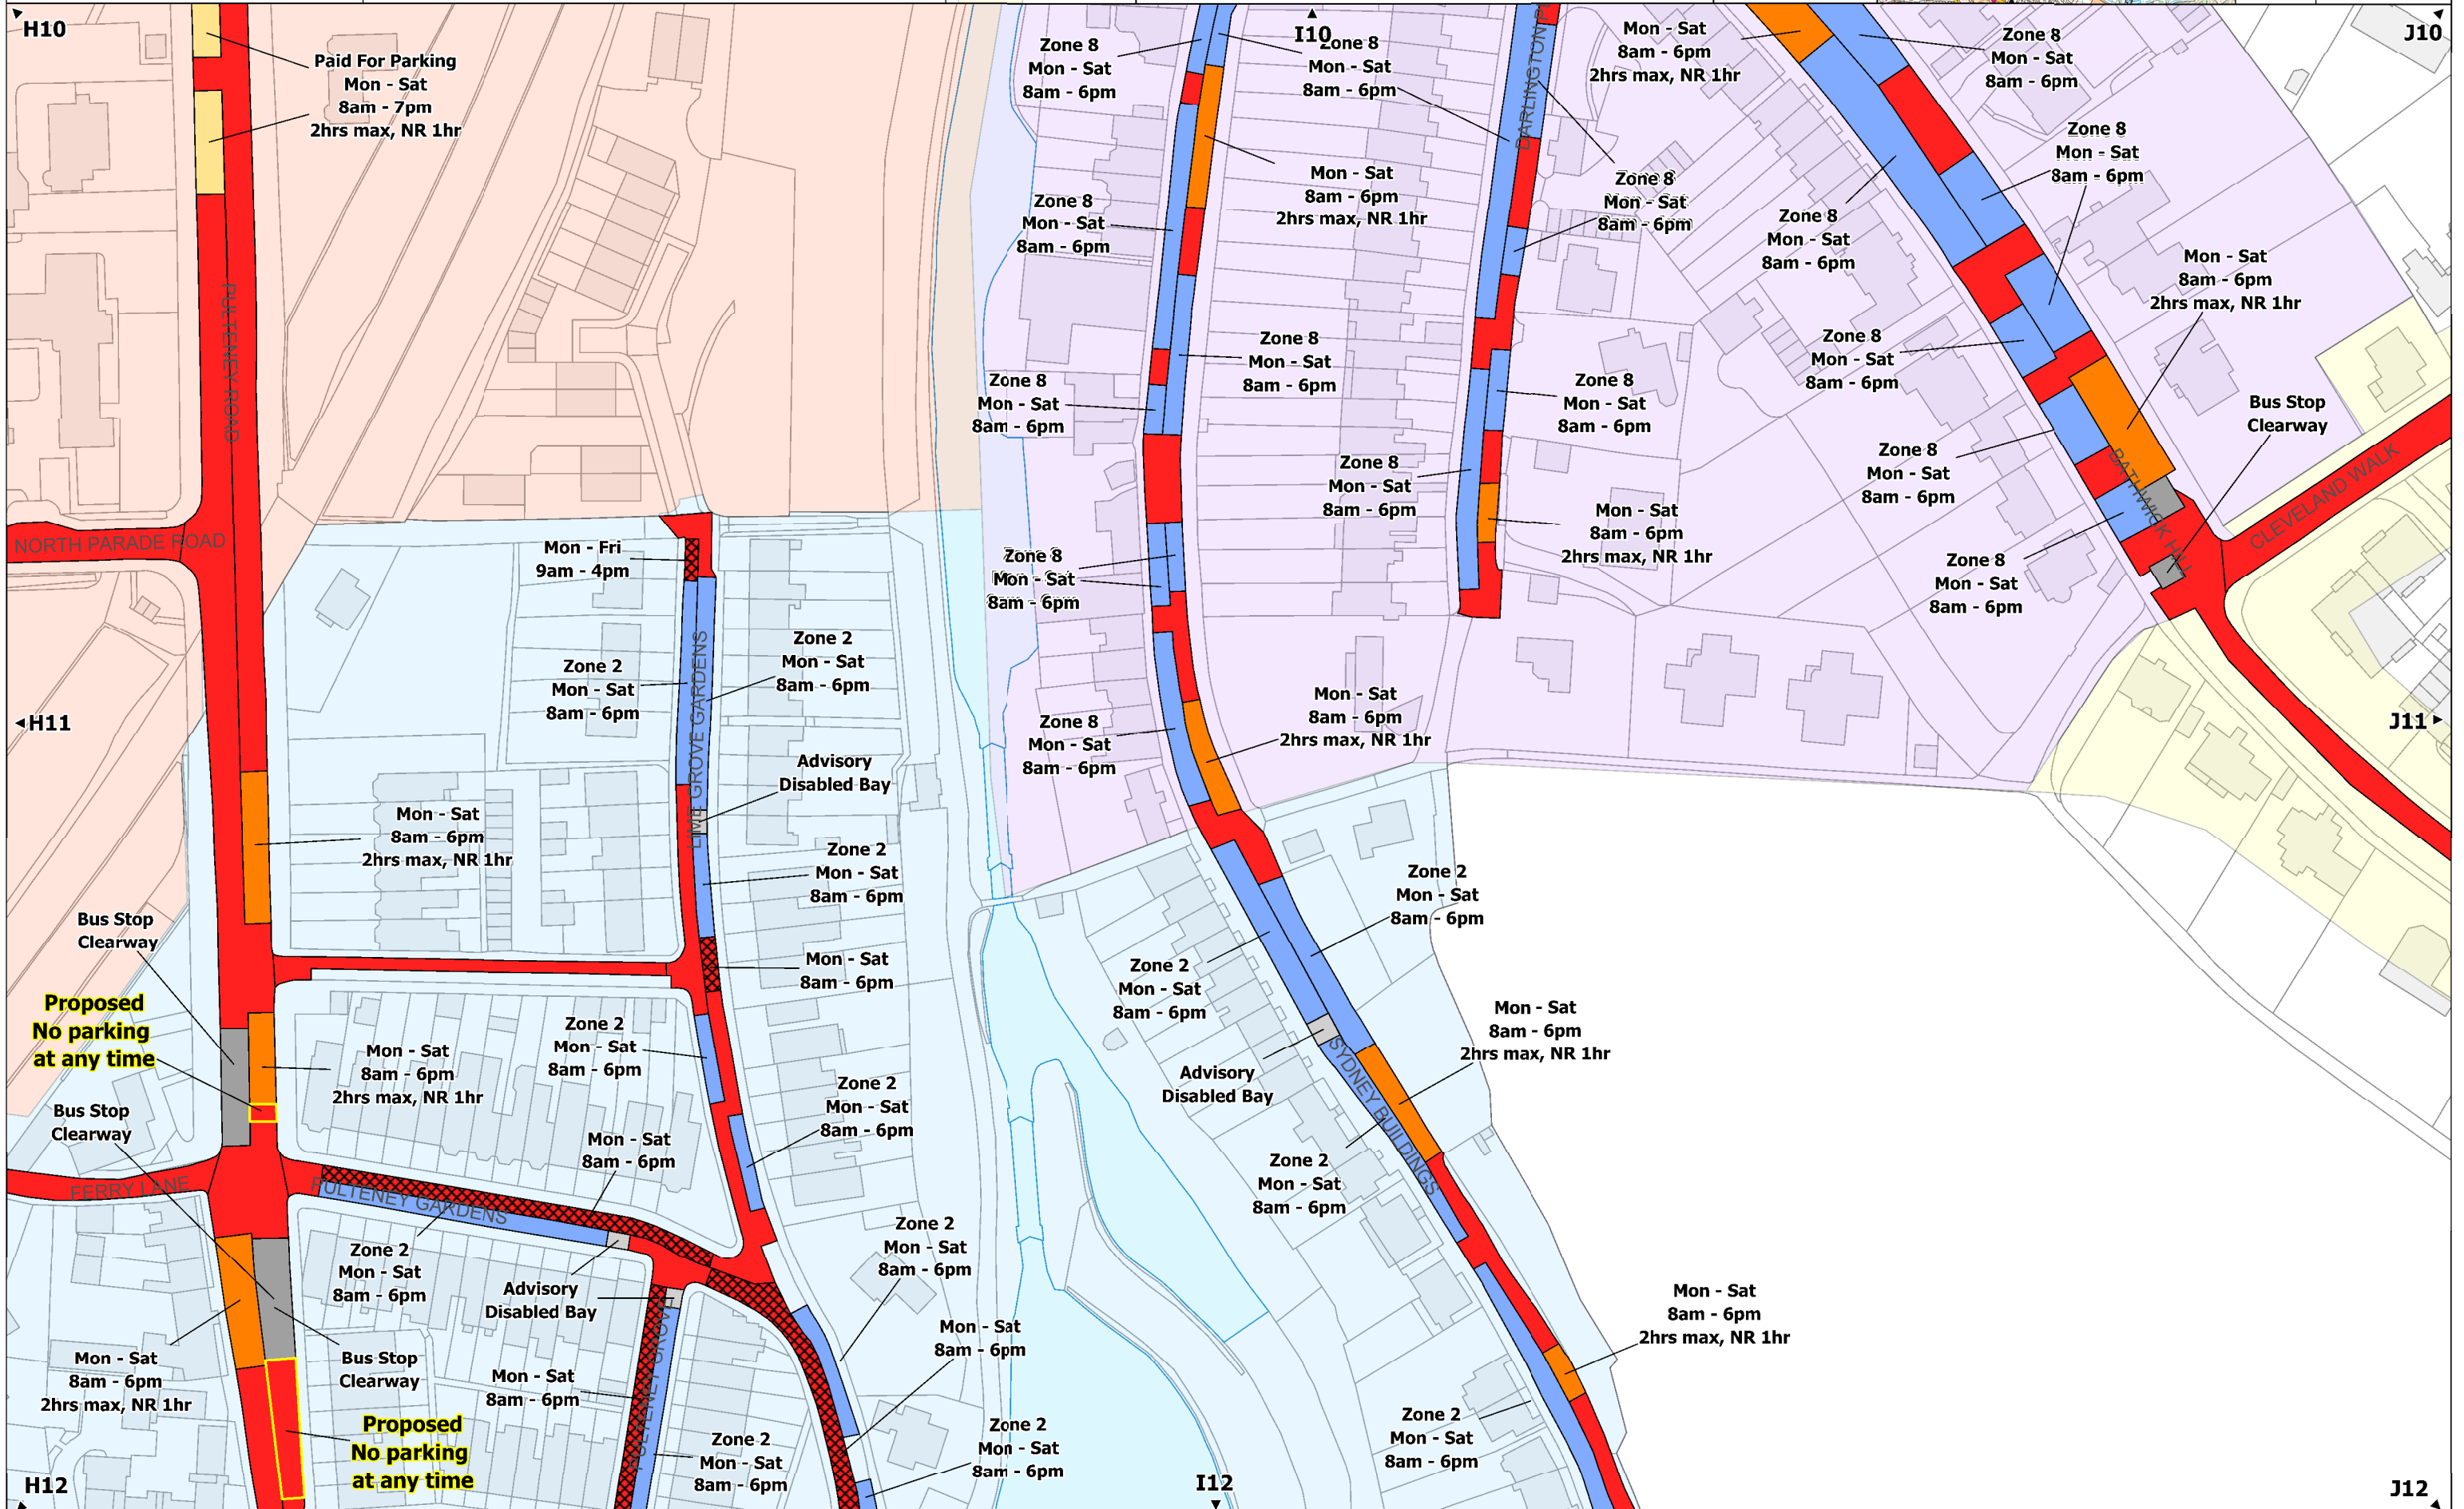 H10
I10
J10
Paid For Parking
Mon - Sat
8am - 7pm
2hrs max, NR 1hr
Zone 8
Mon - Sat
8am - 6pm
Zone 8
Mon - Sat
8am - 6pm
Mon - Sat
8am - 6pm
2hrs max, NR 1hr
Zone 8
Mon - Sat
8am - 6pm
Zone 8
Mon - Sat
8am - 6pm
Mon - Sat
8am - 6pm
2hrs max, NR 1hr
Zone 8
Mon - Sat
8am - 6pm
Zone 8
Mon - Sat
8am - 6pm
Zone 8
Mon - Sat
8am - 6pm
Mon - Sat
8am - 6pm
2hrs max, NR 1hr
PULTENEY ROAD
Zone 8
Mon - Sat
8am - 6pm
Zone 8
Mon - Sat
8am - 6pm
Zone 8
Mon - Sat
8am - 6pm
Zone 8
Mon - Sat
8am - 6pm
Bus Stop
Clearway
Zone 8
Mon - Sat
8am - 6pm
Zone 8
Mon - Sat
8am - 6pm
BATHWICK HILL
CLEVELAND WALK
Mon - Sat
8am - 6pm
2hrs max, NR 1hr
NORTH PARADE ROAD
Mon - Fri
9am - 4pm
Zone 8
Mon - Sat
8am - 6pm
Zone 8
Mon - Sat
8am - 6pm
Zone 2
Mon - Sat
8am - 6pm
Zone 2
Mon - Sat
8am - 6pm
LIME GROVE GARDENS
H11
Zone 8
Mon - Sat
8am - 6pm
Mon - Sat
8am - 6pm
2hrs max, NR 1hr
J11
Advisory
Disabled Bay
Mon - Sat
8am - 6pm
2hrs max, NR 1hr
Zone 2
Mon - Sat
8am - 6pm
Zone 2
Mon - Sat
8am - 6pm
Bus Stop
Clearway
Mon - Sat
8am - 6pm
Zone 2
Mon - Sat
8am - 6pm
Proposed
No parking
at any time
Mon - Sat
8am - 6pm
2hrs max, NR 1hr
Zone 2
Mon - Sat
8am - 6pm
Mon - Sat
8am - 6pm
2hrs max, NR 1hr
Advisory
Disabled Bay
SYDNEY BUILDINGS
Zone 2
Mon - Sat
8am - 6pm
Bus Stop
Clearway
Mon - Sat
8am - 6pm
Zone 2
Mon - Sat
8am - 6pm
FERRY LANE
PULTENEY GARDENS
Zone 2
Mon - Sat
8am - 6pm
Zone 2
Mon - Sat
8am - 6pm
Advisory
Disabled Bay
Mon - Sat
8am - 6pm
2hrs max, NR 1hr
Mon - Sat
8am - 6pm
Mon - Sat
8am - 6pm
2hrs max, NR 1hr
Bus Stop
Clearway
Mon - Sat
8am - 6pm
PULTENEY GROVE
Proposed
No parking
at any time
Zone 2
Mon - Sat
8am - 6pm
Zone 2
Mon - Sat
8am - 6pm
Zone 2
Mon - Sat
8am - 6pm
H12
I12
J12